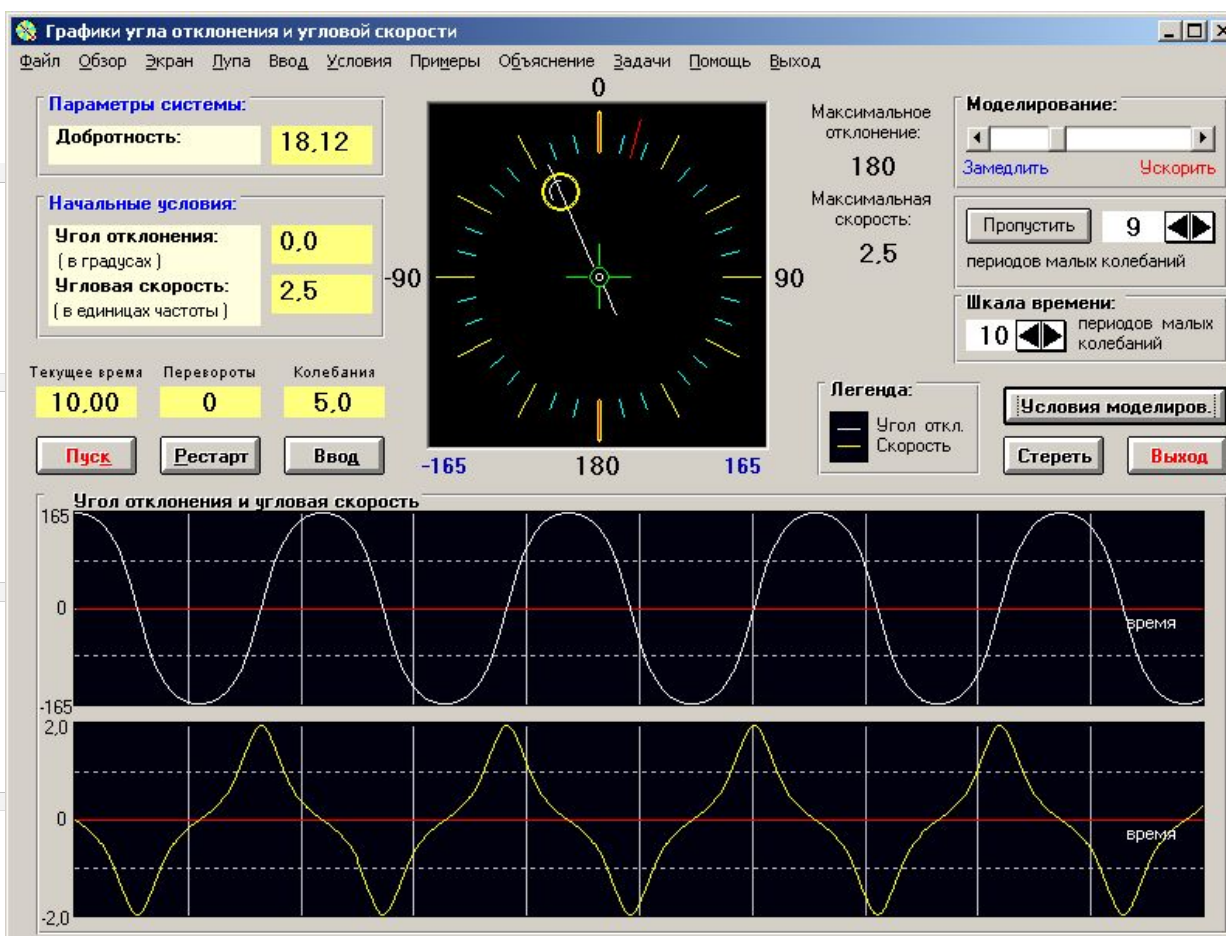 Графики угла отклонения и угловой скорости
Файл Обзор Экран Лупа Ввод Условия Примеры Объяснение Задачи Помощь Выход
Параметры системы:
Добротность:
18,12
Начальные условия:
Угол отклонения:
( в градусах )
0,0
Угловая скорость:
( в единицах частоты )
2,5
Текущее время Перевороты Колебания
10,00 0 5,0
Пуск Рестарт Ввод
0
-90
90
-165 180 165
Максимальное
отклонение:
180
Максимальная
скорость:
2,5
Моделирование:
Замедлить Ускорить
Пропустить 9
периодов малых колебаний
Шкала времени:
10 периодов малых
колебаний
Легенда:
Угол откл.
Скорость
Условия моделиров.
Стереть Выход
Угол отклонения и угловая скорость
165
0
время
-165
2,0
0
время
-2,0